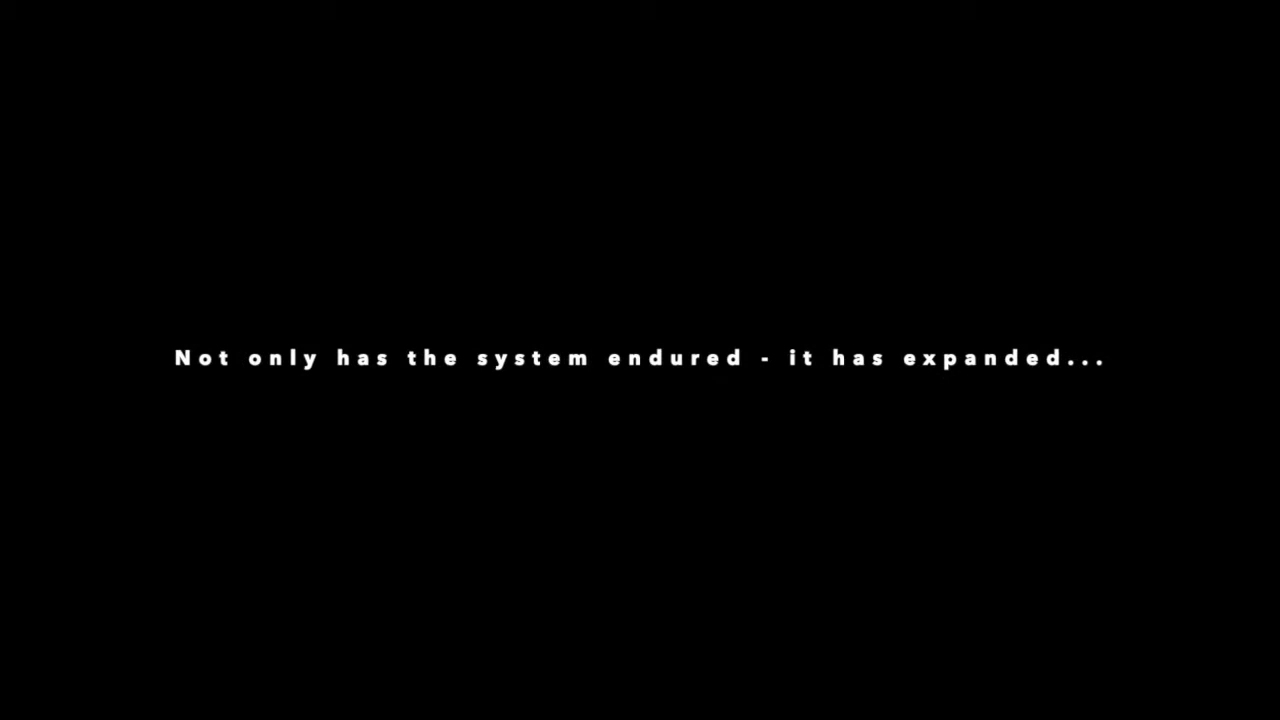 Not only has the system endured - it has expanded...